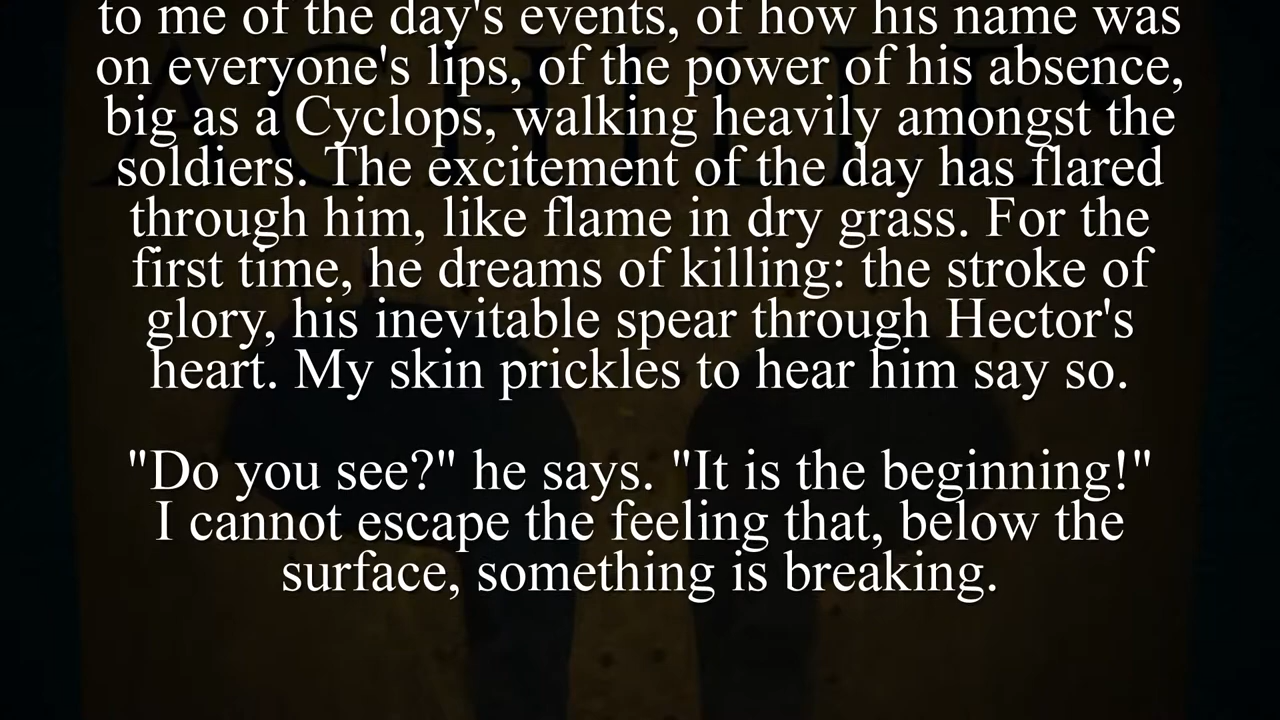 to me of the day's events, of how his name was
on everyone's lips, of the power of his absence,
big as a Cyclops, walking heavily amongst the
soldiers. The excitement of the day has flared
through him, like flame in dry grass. For the
first time, he dreams of killing: the stroke of
glory, his inevitable spear through Hector's
heart. My skin prickles to hear him say so.
"Do you see?" he says. "It is the beginning!"
I cannot escape the feeling that, below the
surface, something is breaking.